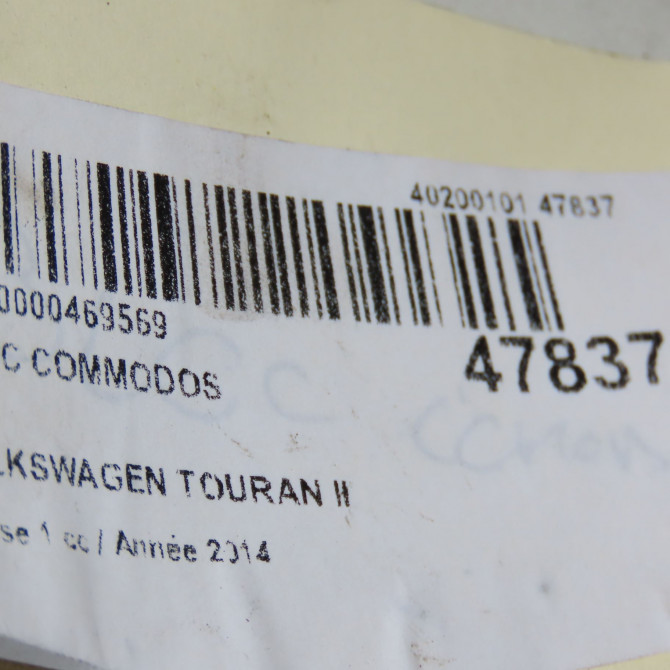 40200101 47837
0000469569
47837
C COMMODOS
LKSWAGEN TOURAN II
se 1 cc / Année 2014